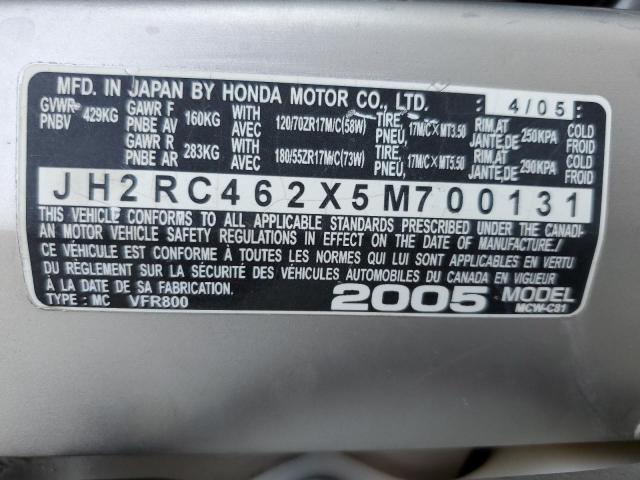 MFD. IN JAPAN BY HONDA MOTOR CO., LTD. : 4/05 :
GVWR PNBV 429KG GAWR F PNBE AV 160KG WITH AVEC 120/70ZR17M/C(58W) TIRE, PNEU, 17M/C×MT3.50 RIM,AT JANTE,DE 250KPA COLD FROID
GAWR R PNBE AR 283KG WITH AVEC 180/55ZR17M/C(73W) TIRE, PNEU, 17M/C×MT5.50 RIM,AT JANTE,DE 290KPA COLD FROID
JH2RC462X5M700131
THIS VEHICLE CONFORMS TO ALL APPLICABLE STANDARDS PRESCRIBED UNDER THE CANADI-
AN MOTOR VEHICLE SAFETY REGULATIONS IN EFFECT ON THE DATE OF MANUFACTURE /
CE VÉHICULE EST CONFORME À TOUTES LES NORMES QUI LUI SONT APPLICABLES EN VERTU
DU RÈGLEMENT SUR LA SÉCURITÉ DES VÉHICULES AUTOMOBILES DU CANADA EN VIGUEUR
À LA DATE DE SA FABRICATION
TYPE : MC VFR800 2005 MODEL
MCW-C81